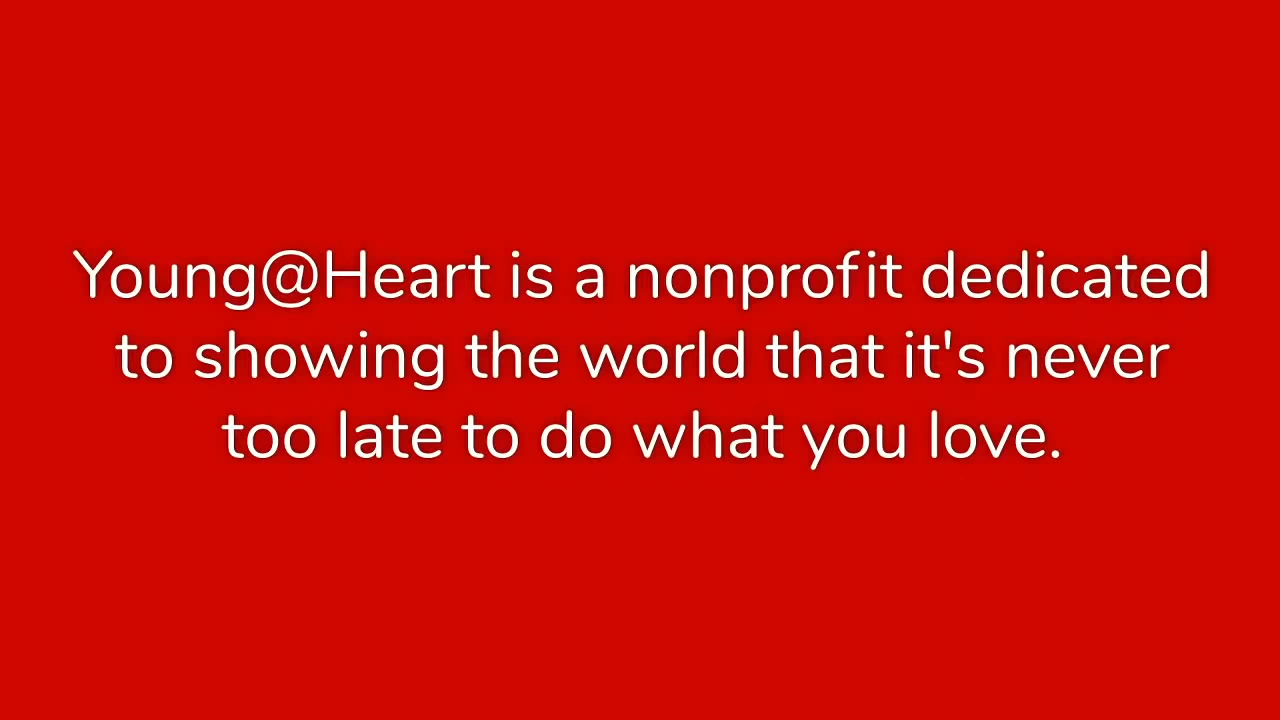 Young@Heart is a nonprofit dedicated
to showing the world that it's never
too late to do what you love.